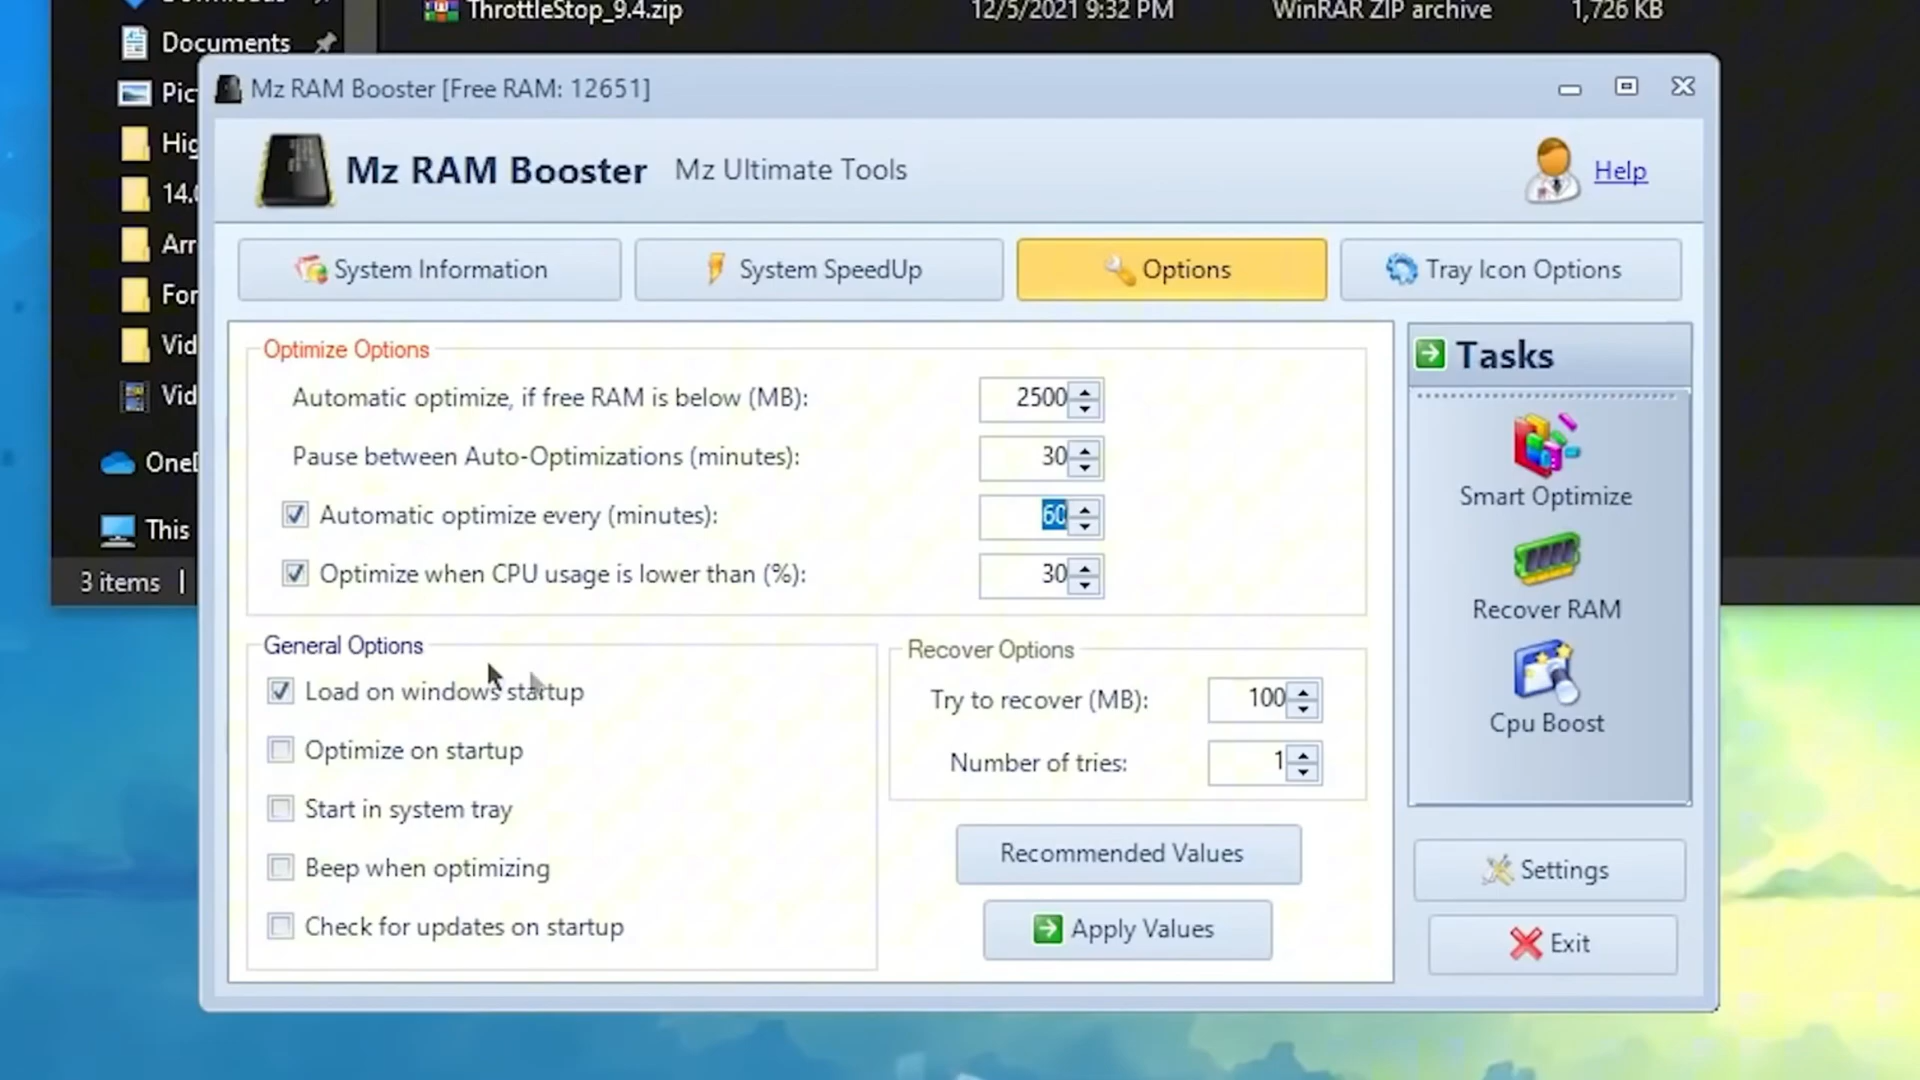 ThrottleStop_9.4.zip 12/5/2021 9:32 PM WinRAR ZIP archive 1,726 KB
Documents
Pic
Hig
14.
Arr
For
Vid
Vid
OneD
This
3 items
Mz RAM Booster [Free RAM: 12651]
Mz RAM Booster Mz Ultimate Tools Help
System Information System SpeedUp Options Tray Icon Options
Optimize Options
Automatic optimize, if free RAM is below (MB): 2500
Pause between Auto-Optimizations (minutes): 30
Automatic optimize every (minutes): 60
Optimize when CPU usage is lower than (%): 30
General Options
Load on windows startup
Optimize on startup
Start in system tray
Beep when optimizing
Check for updates on startup
Recover Options
Try to recover (MB): 100
Number of tries: 1
Recommended Values
Apply Values
Tasks
Smart Optimize
Recover RAM
Cpu Boost
Settings
Exit